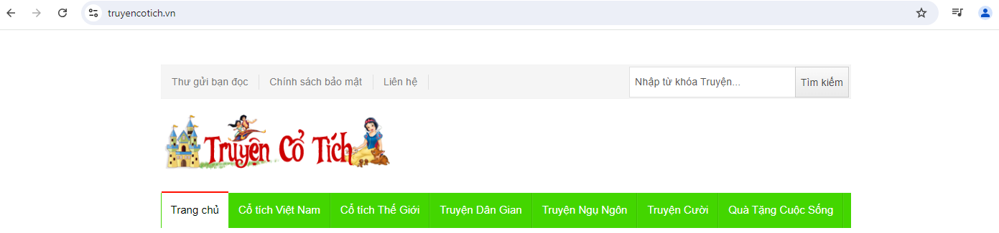 truyencotich.vn
Thư gửi bạn đọc Chính sách bảo mật Liên hệ Nhập từ khóa Truyện... Tìm kiếm
Truyện Cổ Tích
Trang chủ Cổ tích Việt Nam Cổ tích Thế Giới Truyện Dân Gian Truyện Ngụ Ngôn Truyện Cười Quà Tặng Cuộc Sống